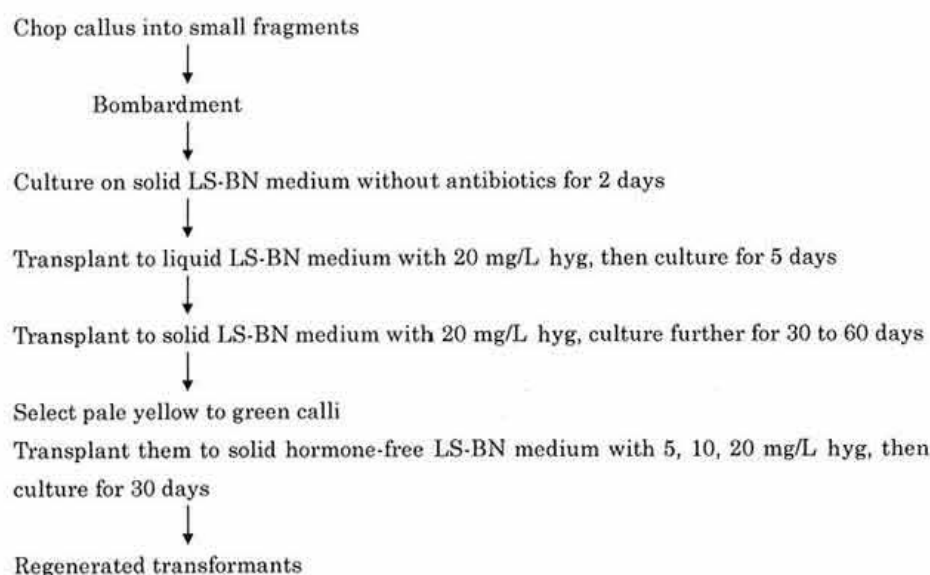 Chop callus into small fragments
Bombardment
Culture on solid LS-BN medium without antibiotics for 2 days
Transplant to liquid LS-BN medium with 20 mg/L hyg, then culture for 5 days
Transplant to solid LS-BN medium with 20 mg/L hyg, culture further for 30 to 60 days
Select pale yellow to green calli
Transplant them to solid hormone-free LS-BN medium with 5, 10, 20 mg/L hyg, then
culture for 30 days
Regenerated transformants